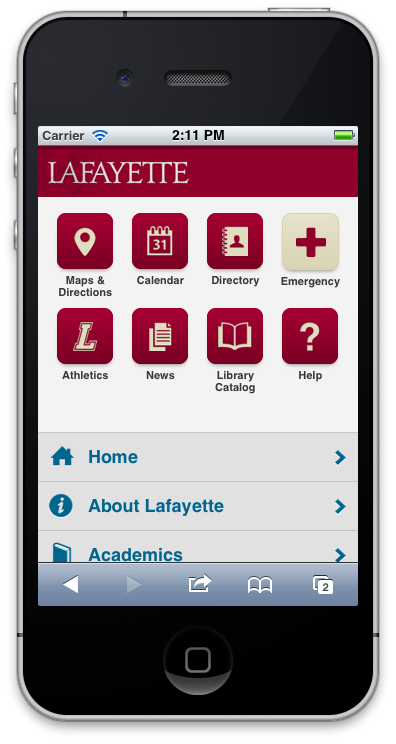 Carrier 2:11 PM
LAFAYETTE
31
Maps &
Directions
Calendar
Directory
Emergency
L
Athletics
News
Library
Catalog
?
Help
Home
i
About Lafayette
Academics
2